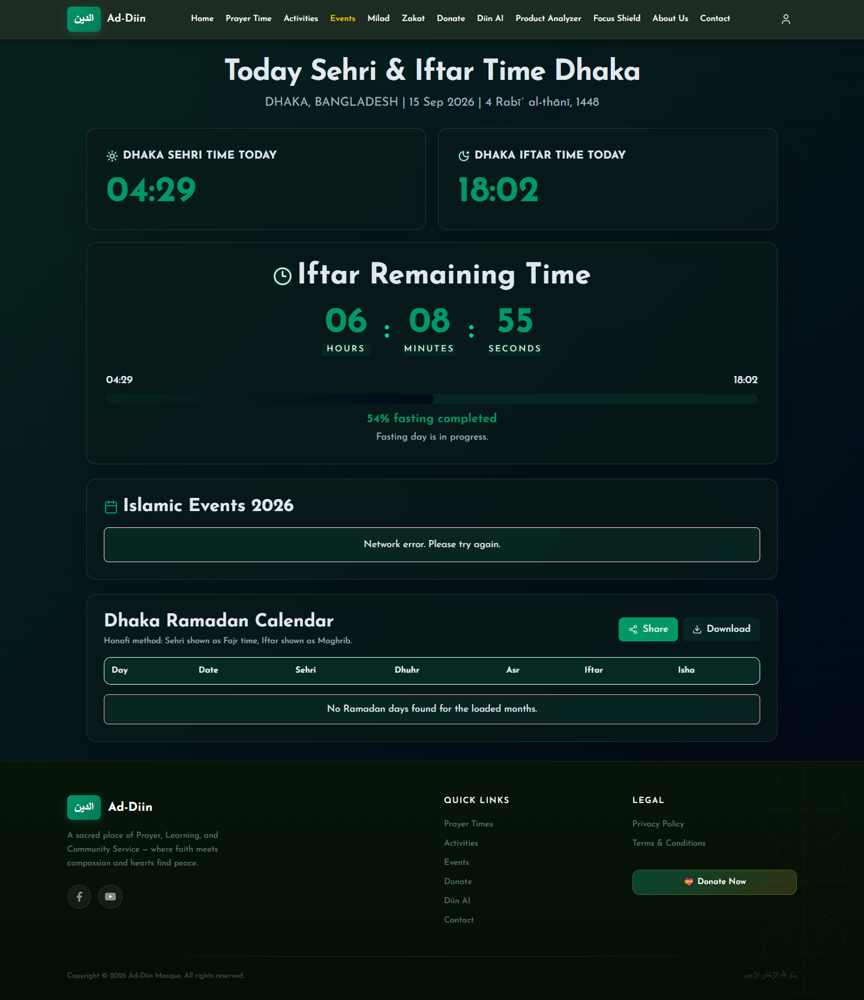 الدين Ad-Diin Home Prayer Time Activities Events Milad Zakat Donate Diin AI Product Analyzer Focus Shield About Us Contact
Today Sehri & Iftar Time Dhaka
DHAKA, BANGLADESH | 15 Sep 2026 | 4 Rabīʿ al-thānī, 1448
DHAKA SEHRI TIME TODAY
04:29
DHAKA IFTAR TIME TODAY
18:02
Iftar Remaining Time
06 : 08 : 55
HOURS MINUTES SECONDS
04:29 18:02
54% fasting completed
Fasting day is in progress.
Islamic Events 2026
Network error. Please try again.
Dhaka Ramadan Calendar
Hanafi method: Sehri shown as Fajr time, Iftar shown as Maghrib.
Share Download
Day Date Sehri Dhuhr Asr Iftar Isha
No Ramadan days found for the loaded months.
الدين Ad-Diin
A sacred place of Prayer, Learning, and
Community Service — where faith meets
compassion and hearts find peace.
QUICK LINKS
Prayer Times
Activities
Events
Donate
Diin AI
Contact
LEGAL
Privacy Policy
Terms & Conditions
💝 Donate Now
Copyright © 2026 Ad-Diin Mosque. All rights reserved.
بِسْمِ اللَّهِ الرَّحْمَٰنِ الرَّحِيمِ